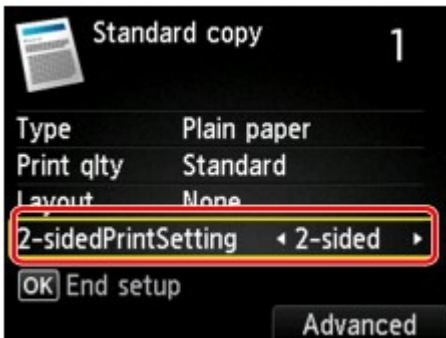 Standard copy 1
Type Plain paper
Print qlty Standard
Layout None
2-sidedPrintSetting 2-sided
OK End setup
Advanced